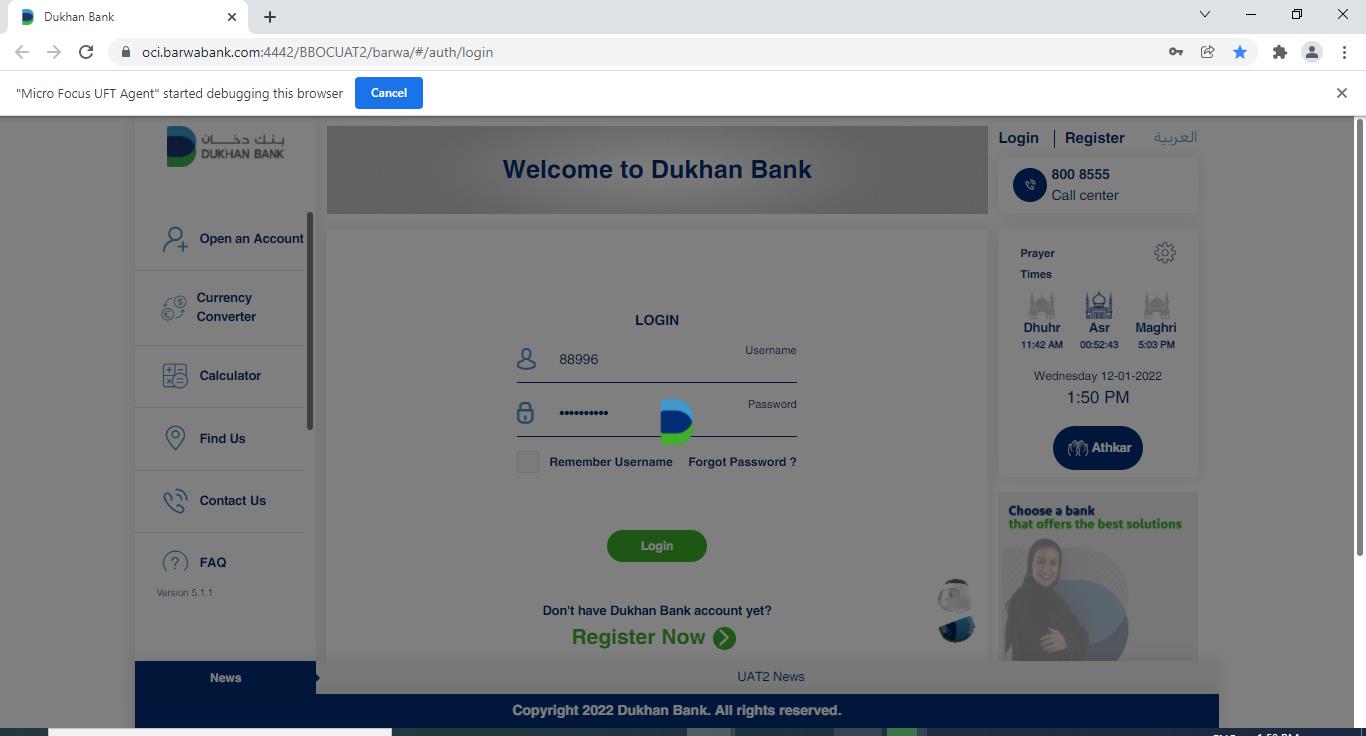 Dukhan Bank
oci.barwabank.com:4442/BBOCUAT2/barwa/#/auth/login
"Micro Focus UFT Agent" started debugging this browser
Cancel
بنك دخان
DUKHAN BANK
Open an Account
Currency
Converter
Calculator
Find Us
Contact Us
FAQ
Version 5.1.1
Welcome to Dukhan Bank
LOGIN
Username
88996
Password
••••••••••
Remember Username Forgot Password ?
Login
Don't have Dukhan Bank account yet?
Register Now
Login Register العربية
800 8555
Call center
Prayer
Times
Dhuhr Asr Maghri
11:42 AM 00:52:43 5:03 PM
Wednesday 12-01-2022
1:50 PM
Athkar
Choose a bank
that offers the best solutions
News
UAT2 News
Copyright 2022 Dukhan Bank. All rights reserved.